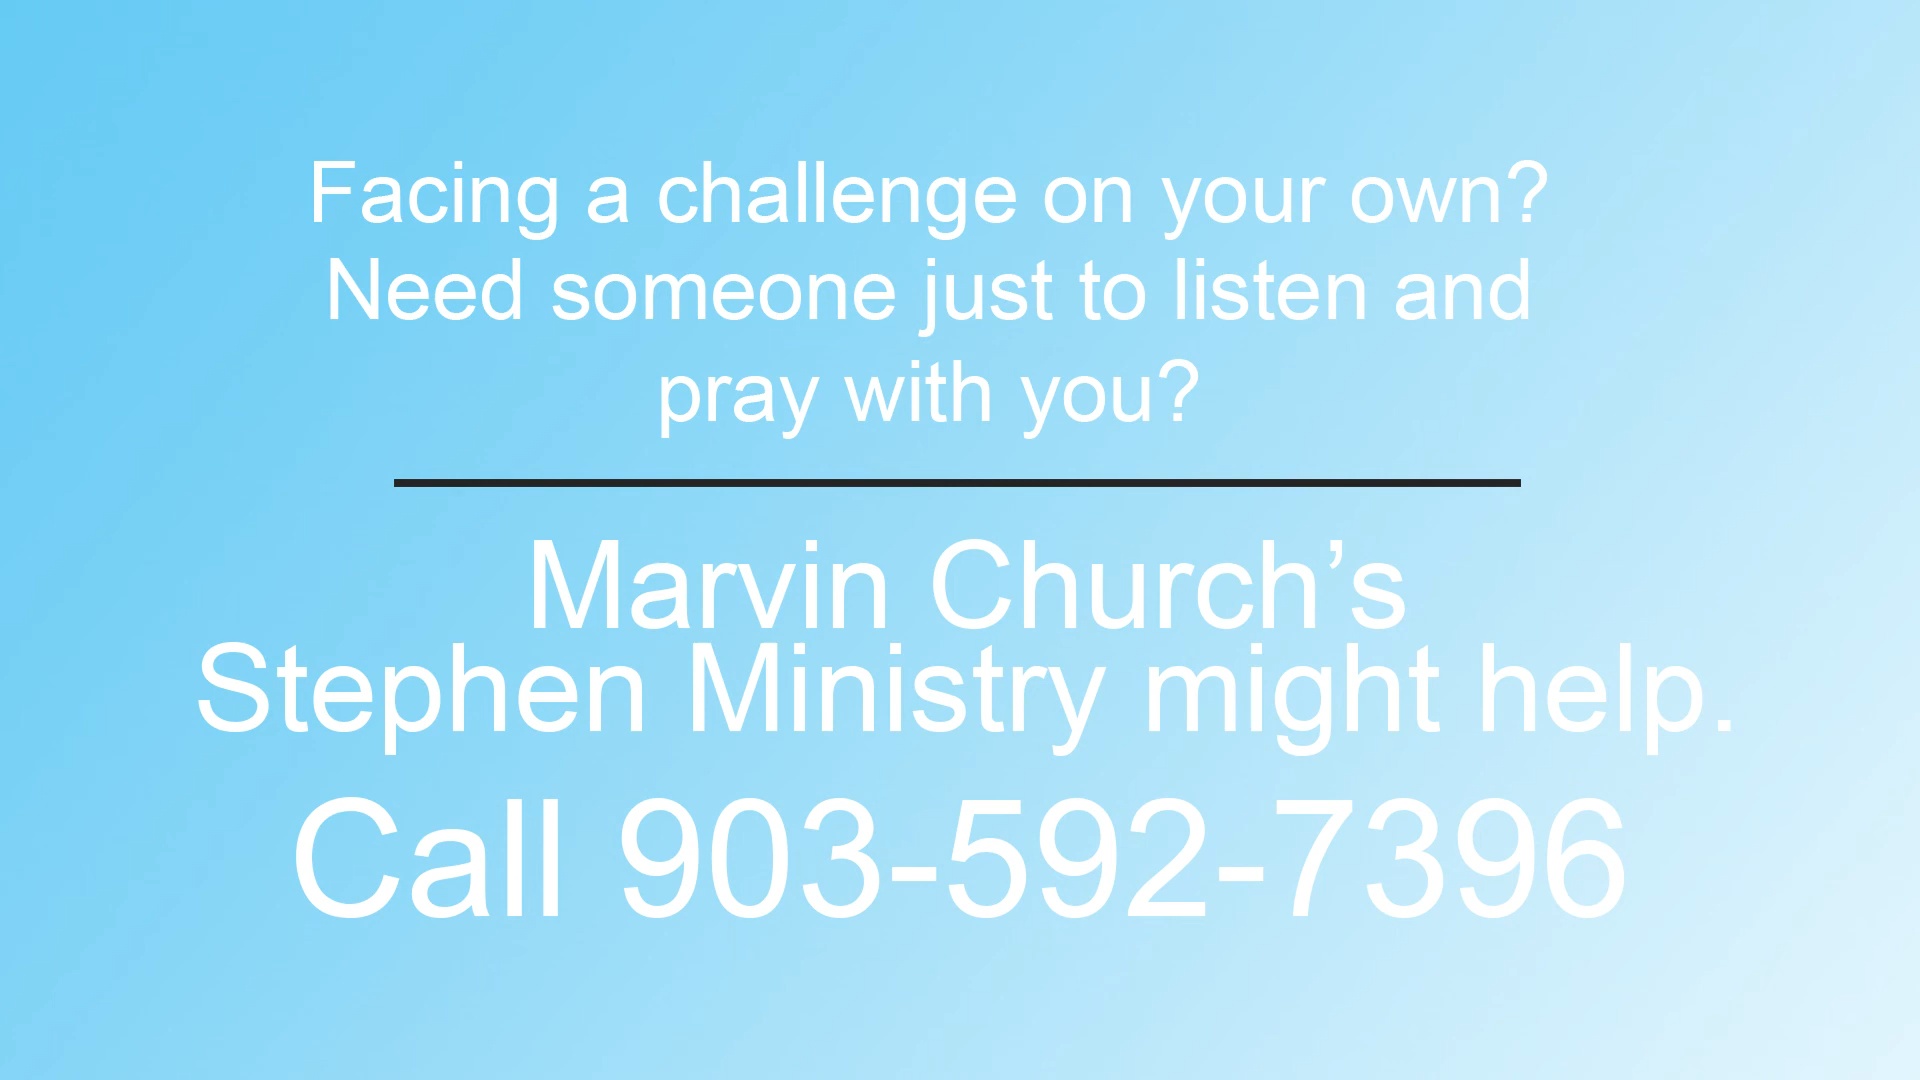 Facing a challenge on your own?
Need someone just to listen and
pray with you?
Marvin Church’s
Stephen Ministry might help.
Call 903-592-7396